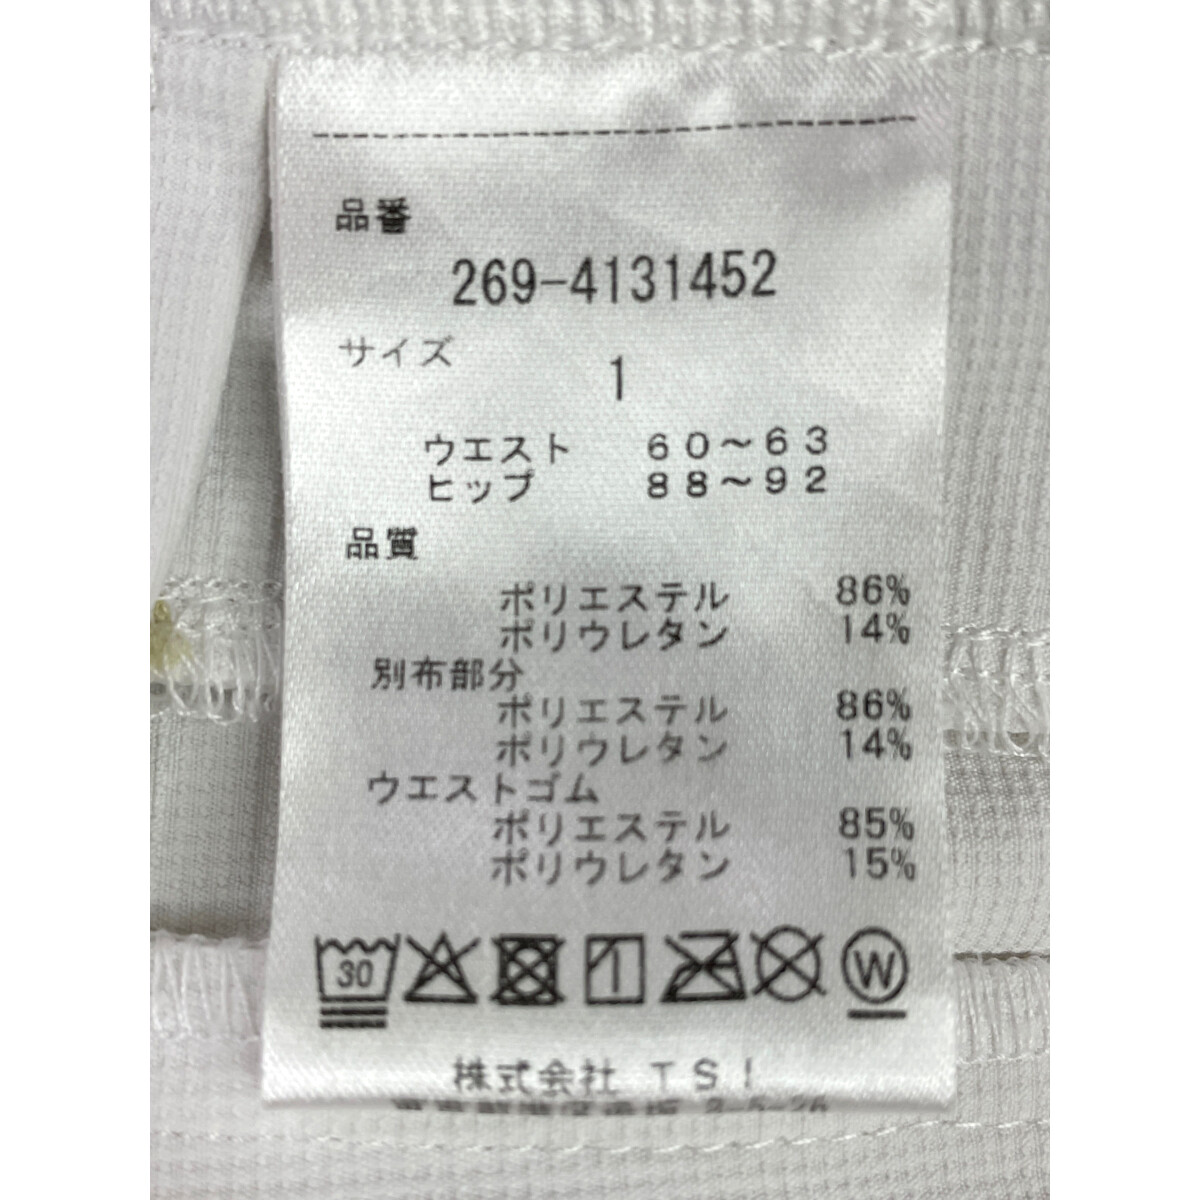 品番
269-4131452
サイズ
1
ウエスト 60～63
ヒップ 88～92
品質
ポリエステル 86%
ポリウレタン 14%
別布部分
ポリエステル 86%
ポリウレタン 14%
ウエストゴム
ポリエステル 85%
ポリウレタン 15%
30 W
株式会社 TSI